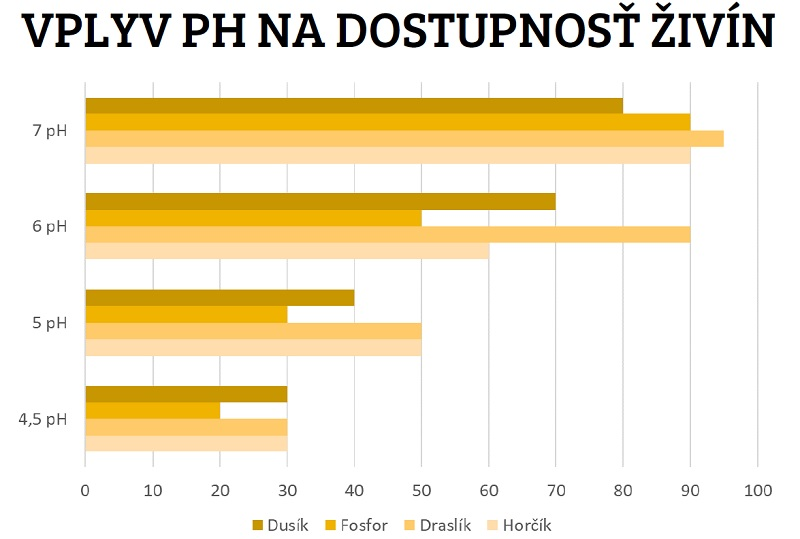 VPLYV PH NA DOSTUPNOSŤ ŽIVÍN
7 pH
6 pH
5 pH
4,5 pH
0 10 20 30 40 50 60 70 80 90 100
Dusík Fosfor Draslík Horčík